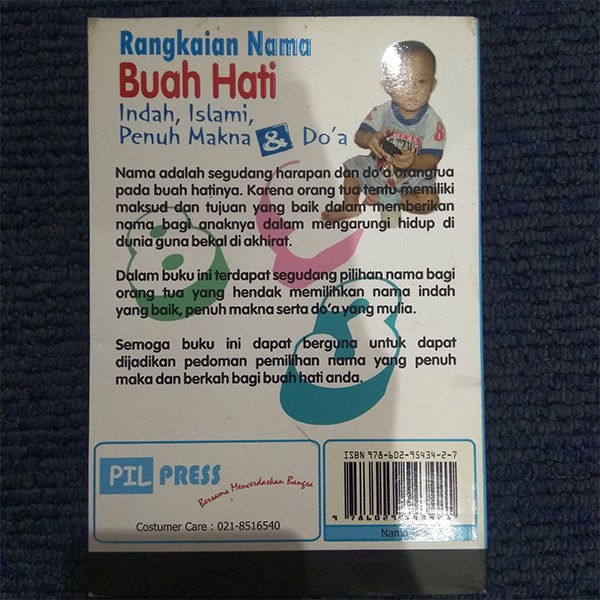 Rangkaian Nama
Buah Hati
Indah, Islami,
Penuh Makna & Do'a
Nama adalah segudang harapan dan do'a orangtua
pada buah hatinya. Karena orang tua tentu memiliki
maksud dan tujuan yang baik dalam memberikan
nama bagi anaknya dalam mengarungi hidup di
dunia guna bekal di akhirat.
Dalam buku ini terdapat segudang pilihan nama bagi
orang tua yang hendak memilihkan nama indah
yang baik, penuh makna serta do'a yang mulia.
Semoga buku ini dapat berguna untuk dapat
dijadikan pedoman pemilihan nama yang penuh
maka dan berkah bagi buah hati anda.
PIL PRESS
Bersama Mencerdaskan Bangsa
Costumer Care : 021-8516540
ISBN 978-602-95434-2-7
Nama